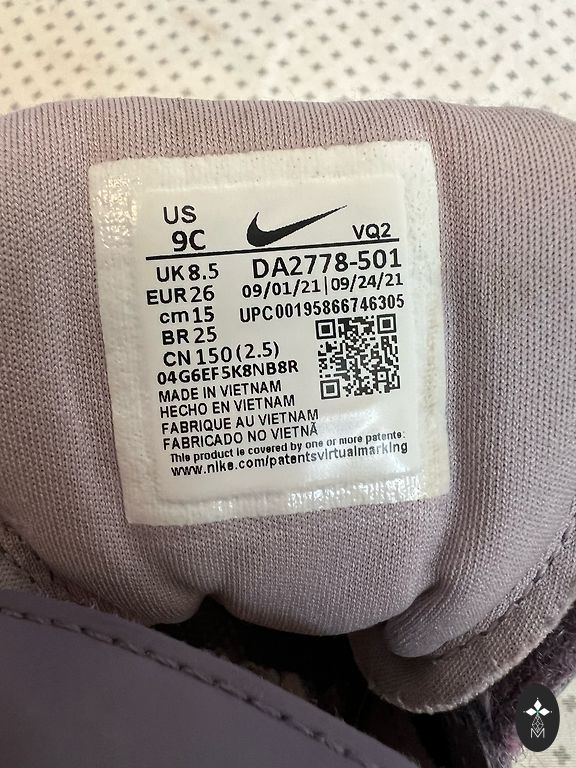 US
9C
VQ2
UK 8.5
DA2778-501
EUR 26
09/01/21|09/24/21
cm 15
UPC00195866746305
BR 25
CN 150 (2.5)
04G6EF5K8NB8R
MADE IN VIETNAM
HECHO EN VIETNAM
FABRIQUE AU VIETNAM
FABRICADO NO VIETNÃ
This product is covered by one or more patents:
www.nike.com/patentsvirtualmarking
M